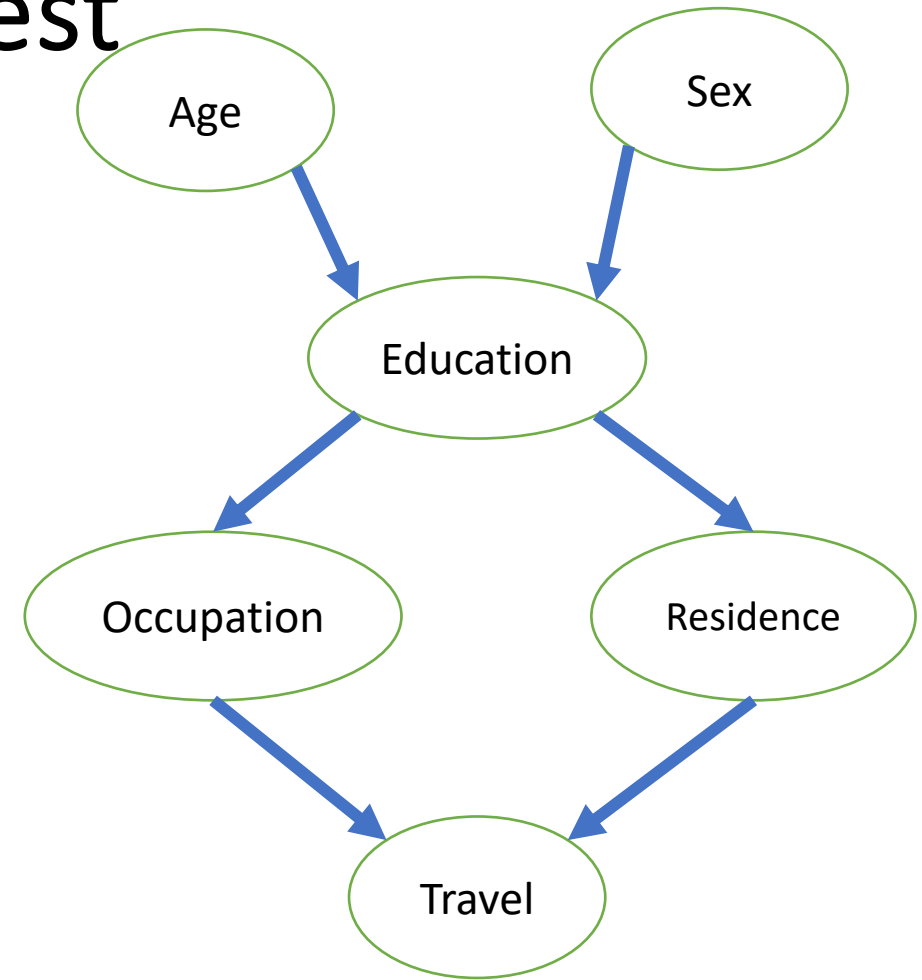 est
Age
Sex
Education
Occupation
Residence
Travel